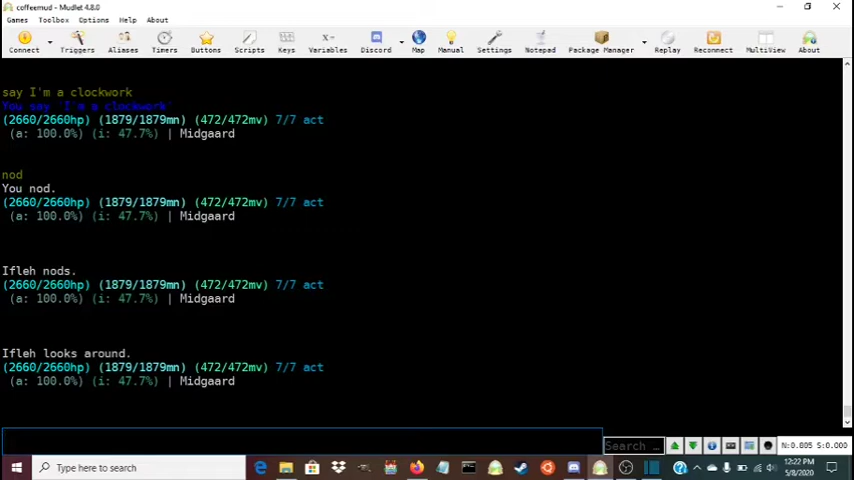 coffeemud - Mudlet 4.8.0
Games Toolbox Options Help About
Connect Triggers Aliases Timers Buttons Scripts Keys Variables Discord Map Manual Settings Notepad Package Manager Replay Reconnect MultiView About
say I'm a clockwork
You say 'I'm a clockwork'
(2660/2660hp) (1879/1879mn) (472/472mv) 7/7 act
(a: 100.0%) (i: 47.7%) | Midgaard
nod
You nod.
(2660/2660hp) (1879/1879mn) (472/472mv) 7/7 act
(a: 100.0%) (i: 47.7%) | Midgaard
Ifleh nods.
(2660/2660hp) (1879/1879mn) (472/472mv) 7/7 act
(a: 100.0%) (i: 47.7%) | Midgaard
Ifleh looks around.
(2660/2660hp) (1879/1879mn) (472/472mv) 7/7 act
(a: 100.0%) (i: 47.7%) | Midgaard
Search ... N:0.805 S:0.000
Type here to search
12:22 PM
5/8/2020